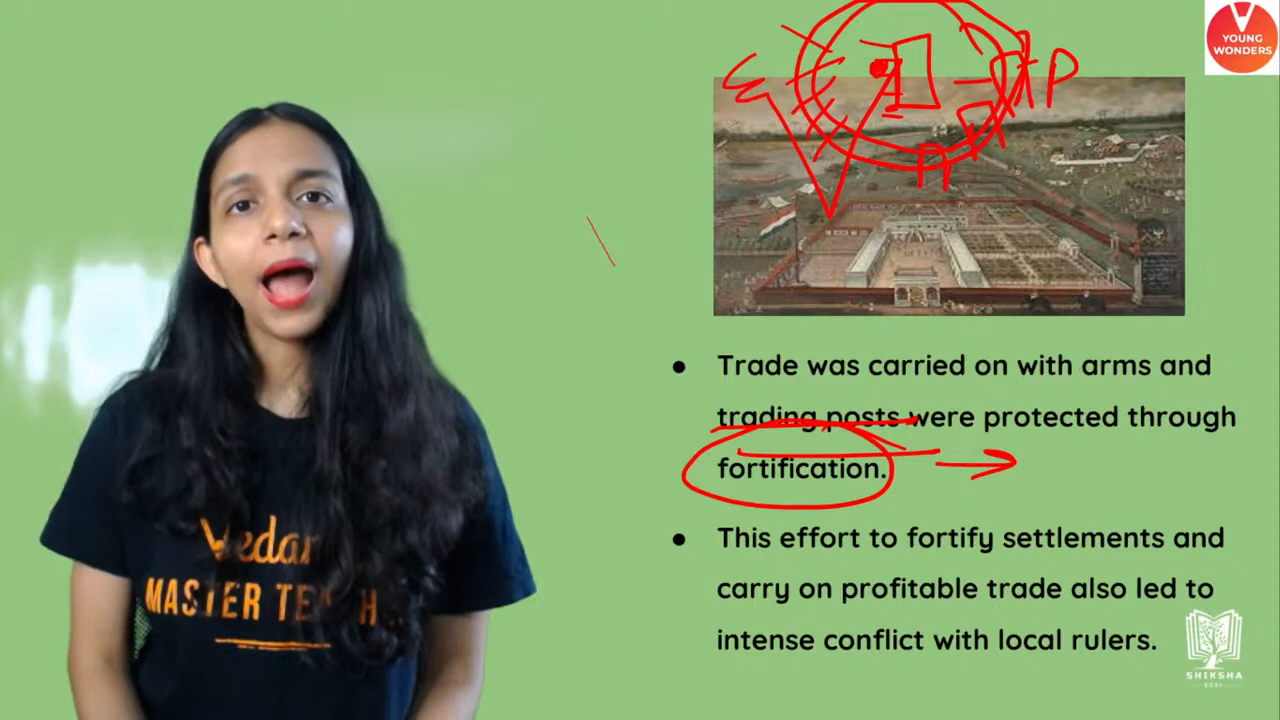 YOUNG
WONDERS
E
P
● Trade was carried on with arms and
trading posts were protected through
fortification.
● This effort to fortify settlements and
carry on profitable trade also led to
intense conflict with local rulers.
MASTER
SHIKSHA